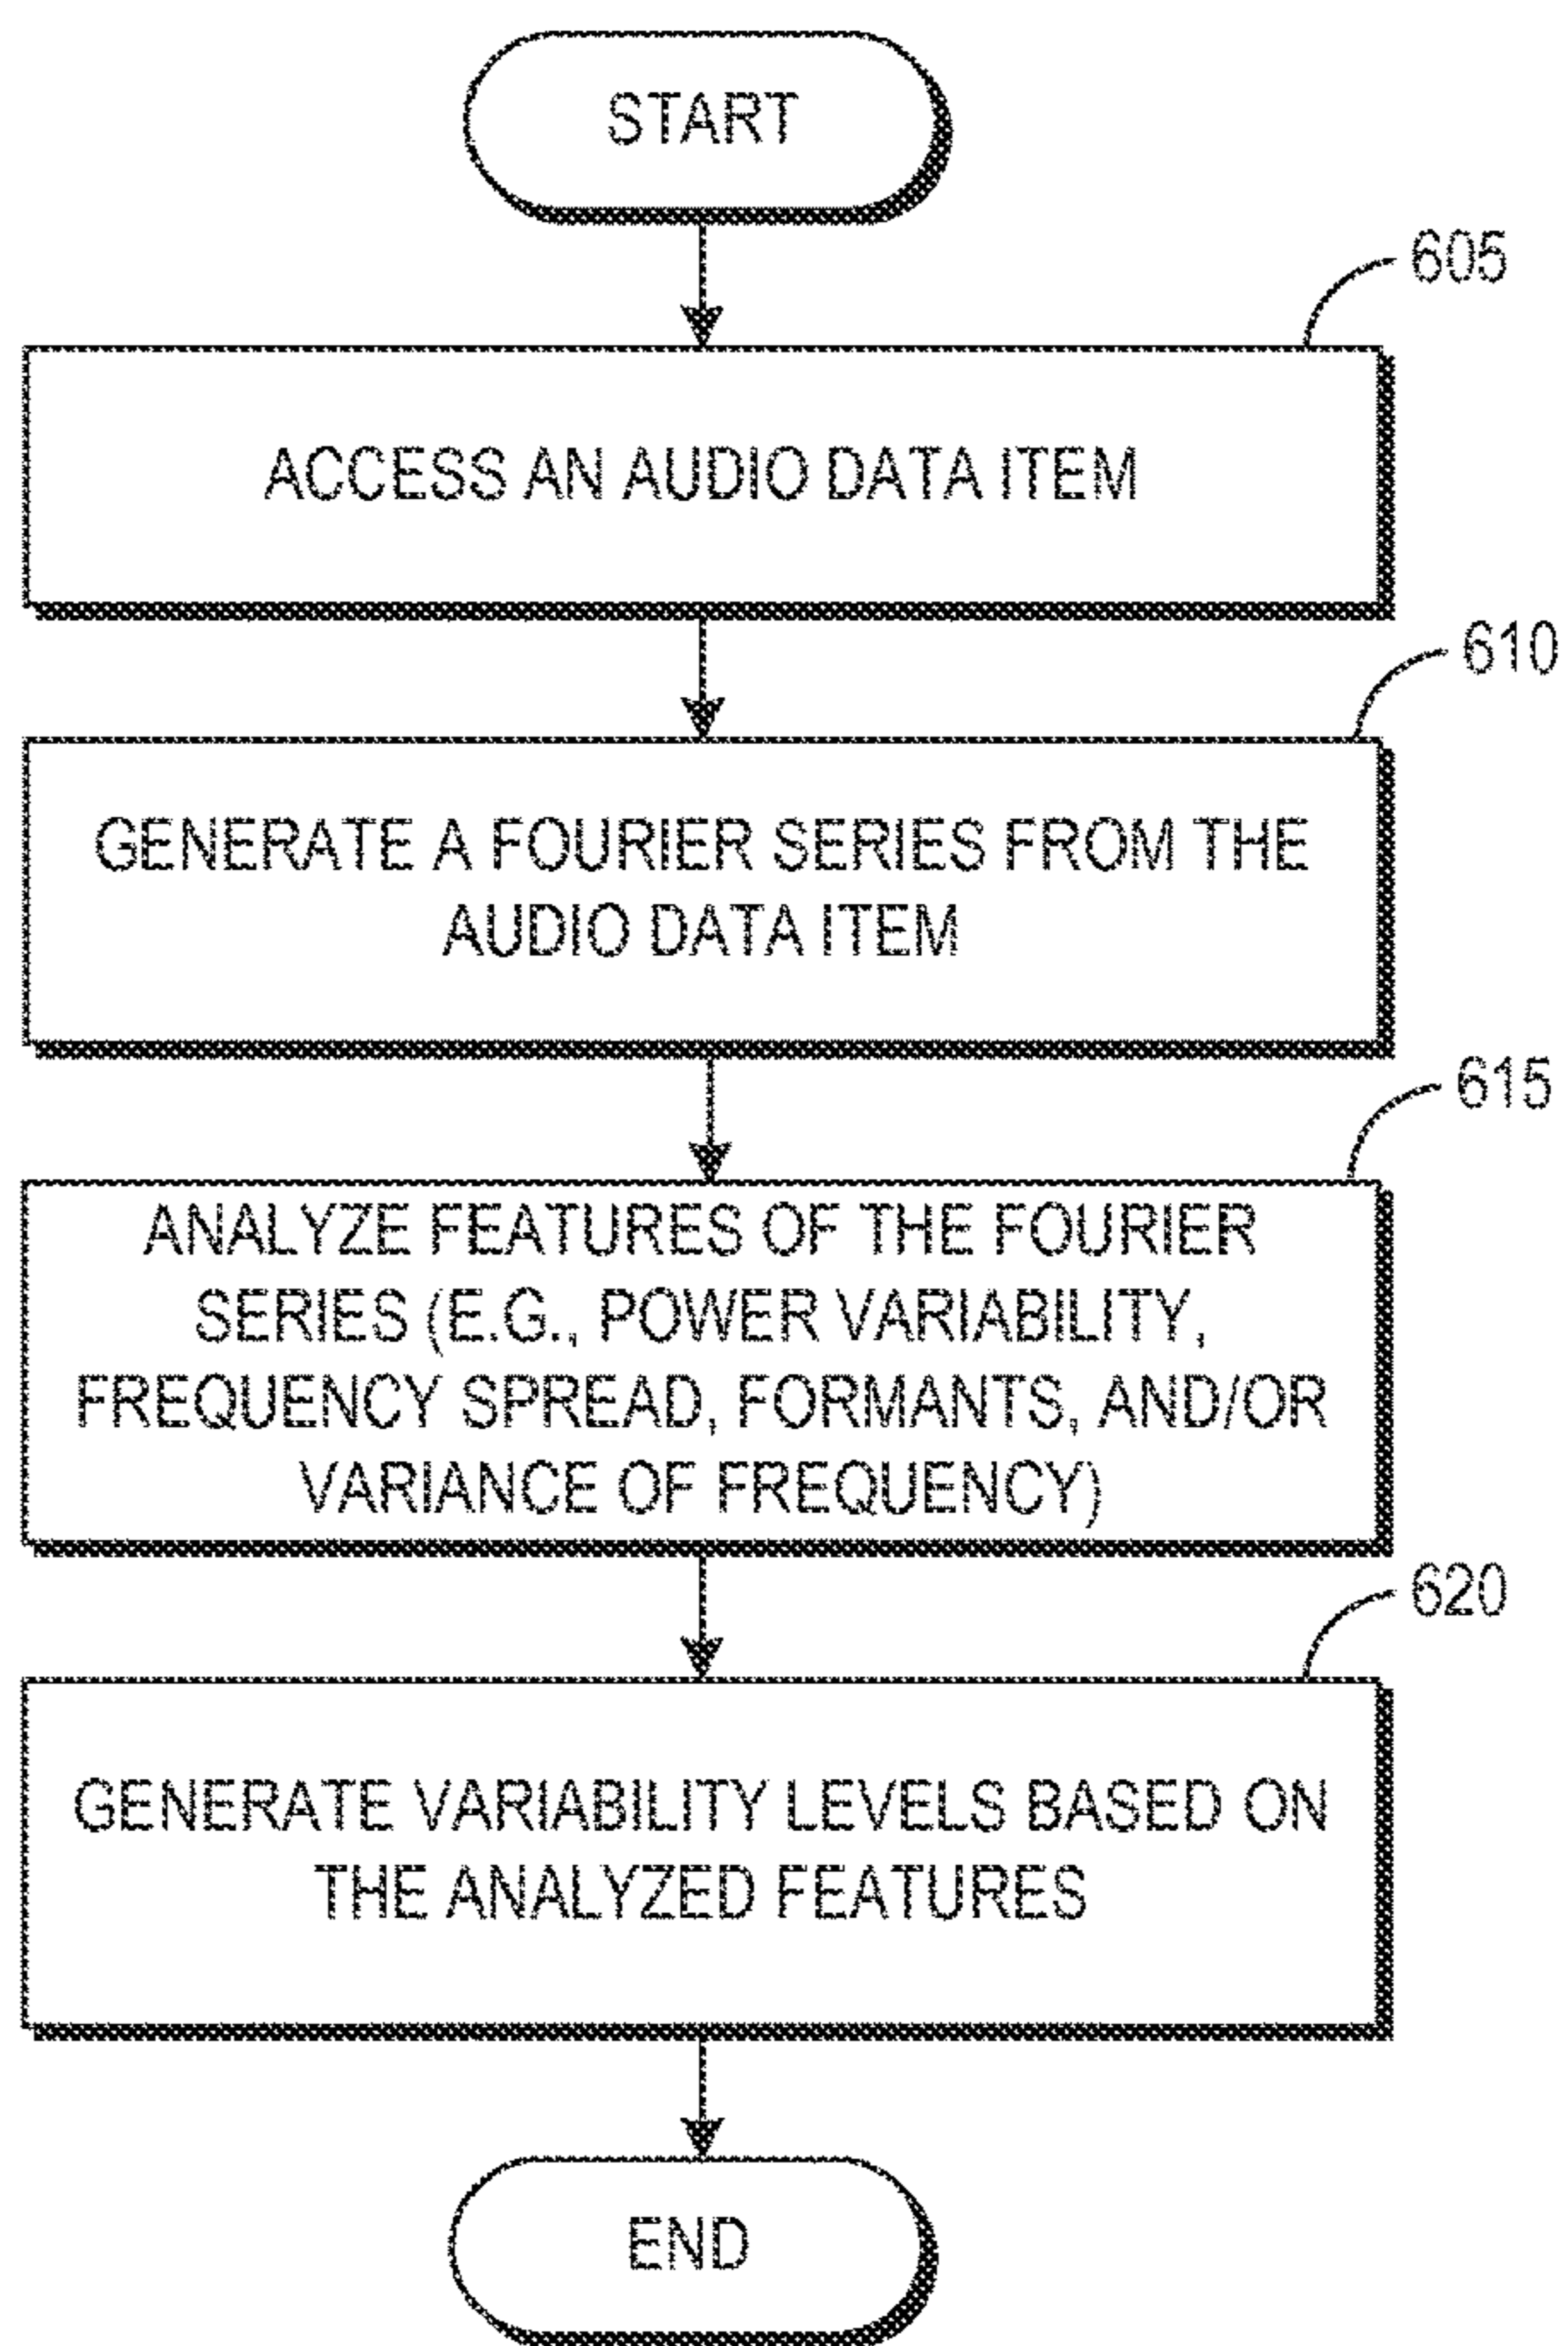 START
605
ACCESS AN AUDIO DATA ITEM
610
GENERATE A FOURIER SERIES FROM THE
AUDIO DATA ITEM
615
ANALYZE FEATURES OF THE FOURIER
SERIES (E.G., POWER VARIABILITY,
FREQUENCY SPREAD, FORMANTS, AND/OR
VARIANCE OF FREQUENCY)
620
GENERATE VARIABILITY LEVELS BASED ON
THE ANALYZED FEATURES
END